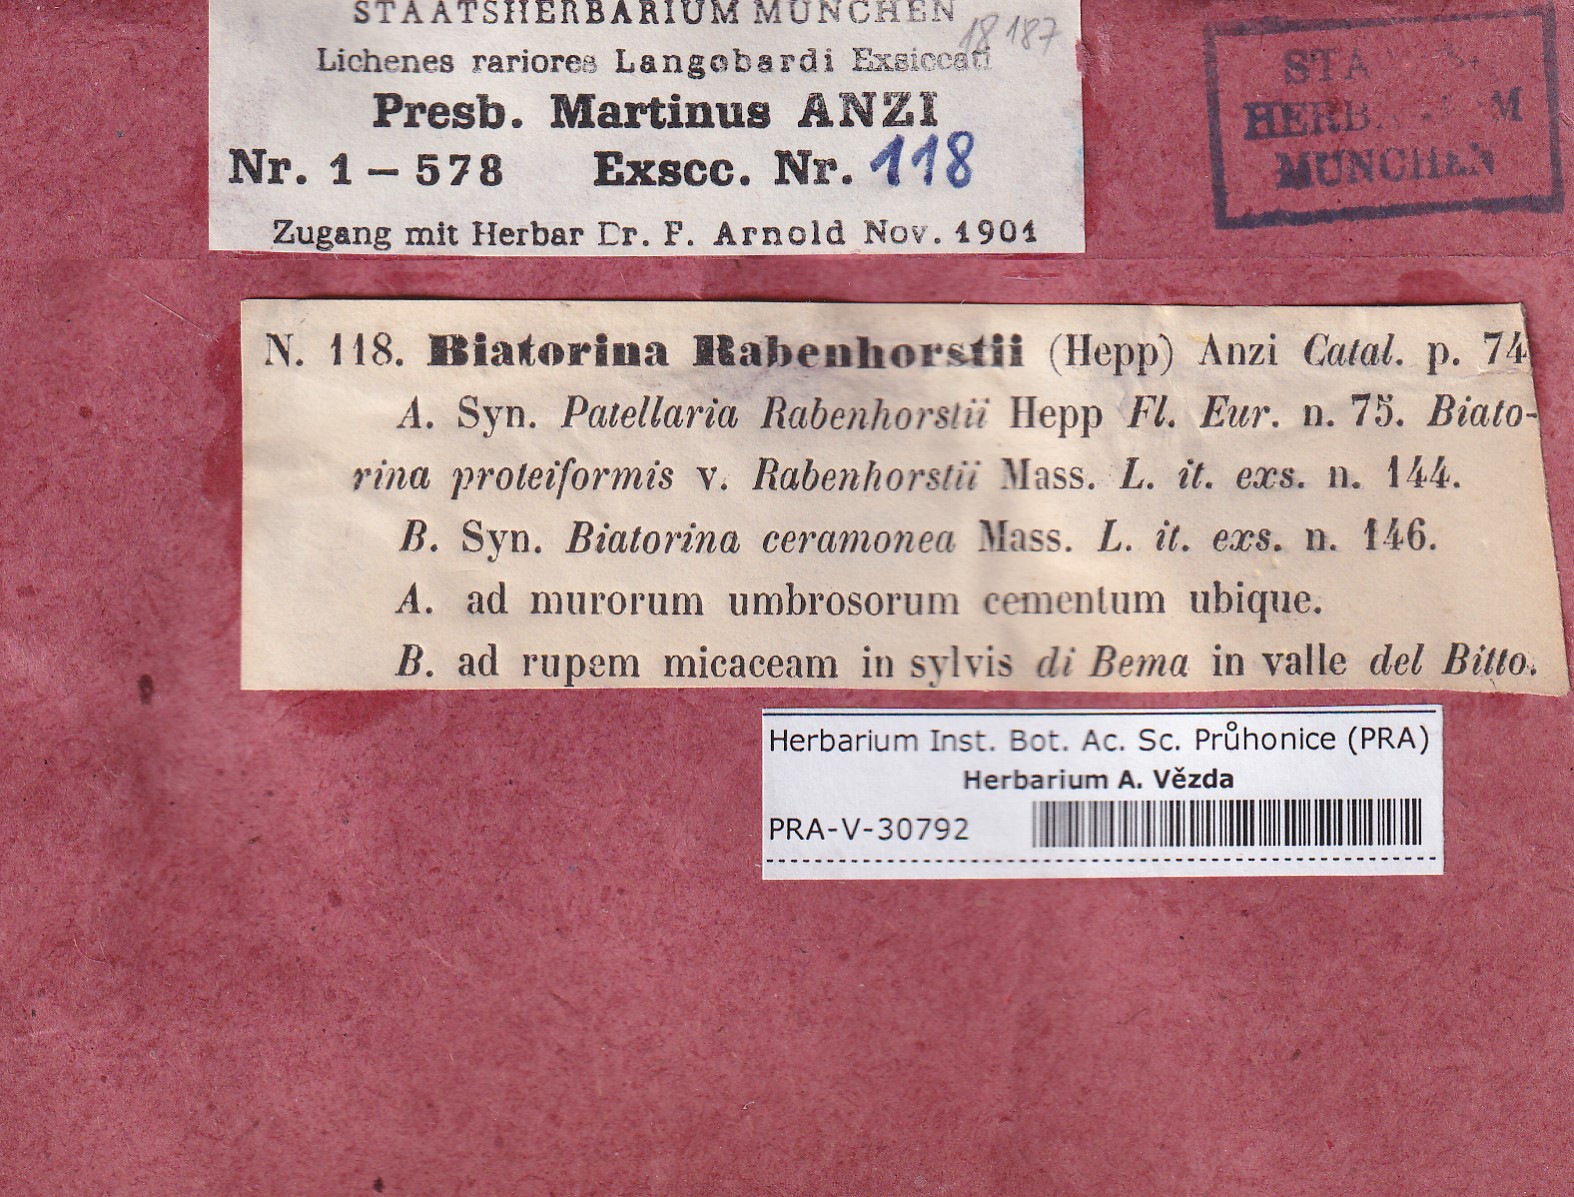 STAATSHERBARIUM MÜNCHEN
18187
Lichenes rariores Langobardi Exsiccati
Presb. Martinus ANZI
Nr. 1 – 578 Exscc. Nr. 118
Zugang mit Herbar Dr. F. Arnold Nov. 1901
MÜNCHEN
N. 118. Biatorina Rabenhorstii (Hepp) Anzi Catal. p. 74
A. Syn. Patellaria Rabenhorstii Hepp Fl. Eur. n. 75. Biato-
rina proteiformis v. Rabenhorstii Mass. L. it. exs. n. 144.
B. Syn. Biatorina ceramonea Mass. L. it. exs. n. 146.
A. ad murorum umbrosorum cementum ubique.
B. ad rupem micaceam in sylvis di Bema in valle del Bitto.
Herbarium Inst. Bot. Ac. Sc. Průhonice (PRA)
Herbarium A. Vězda
PRA-V-30792